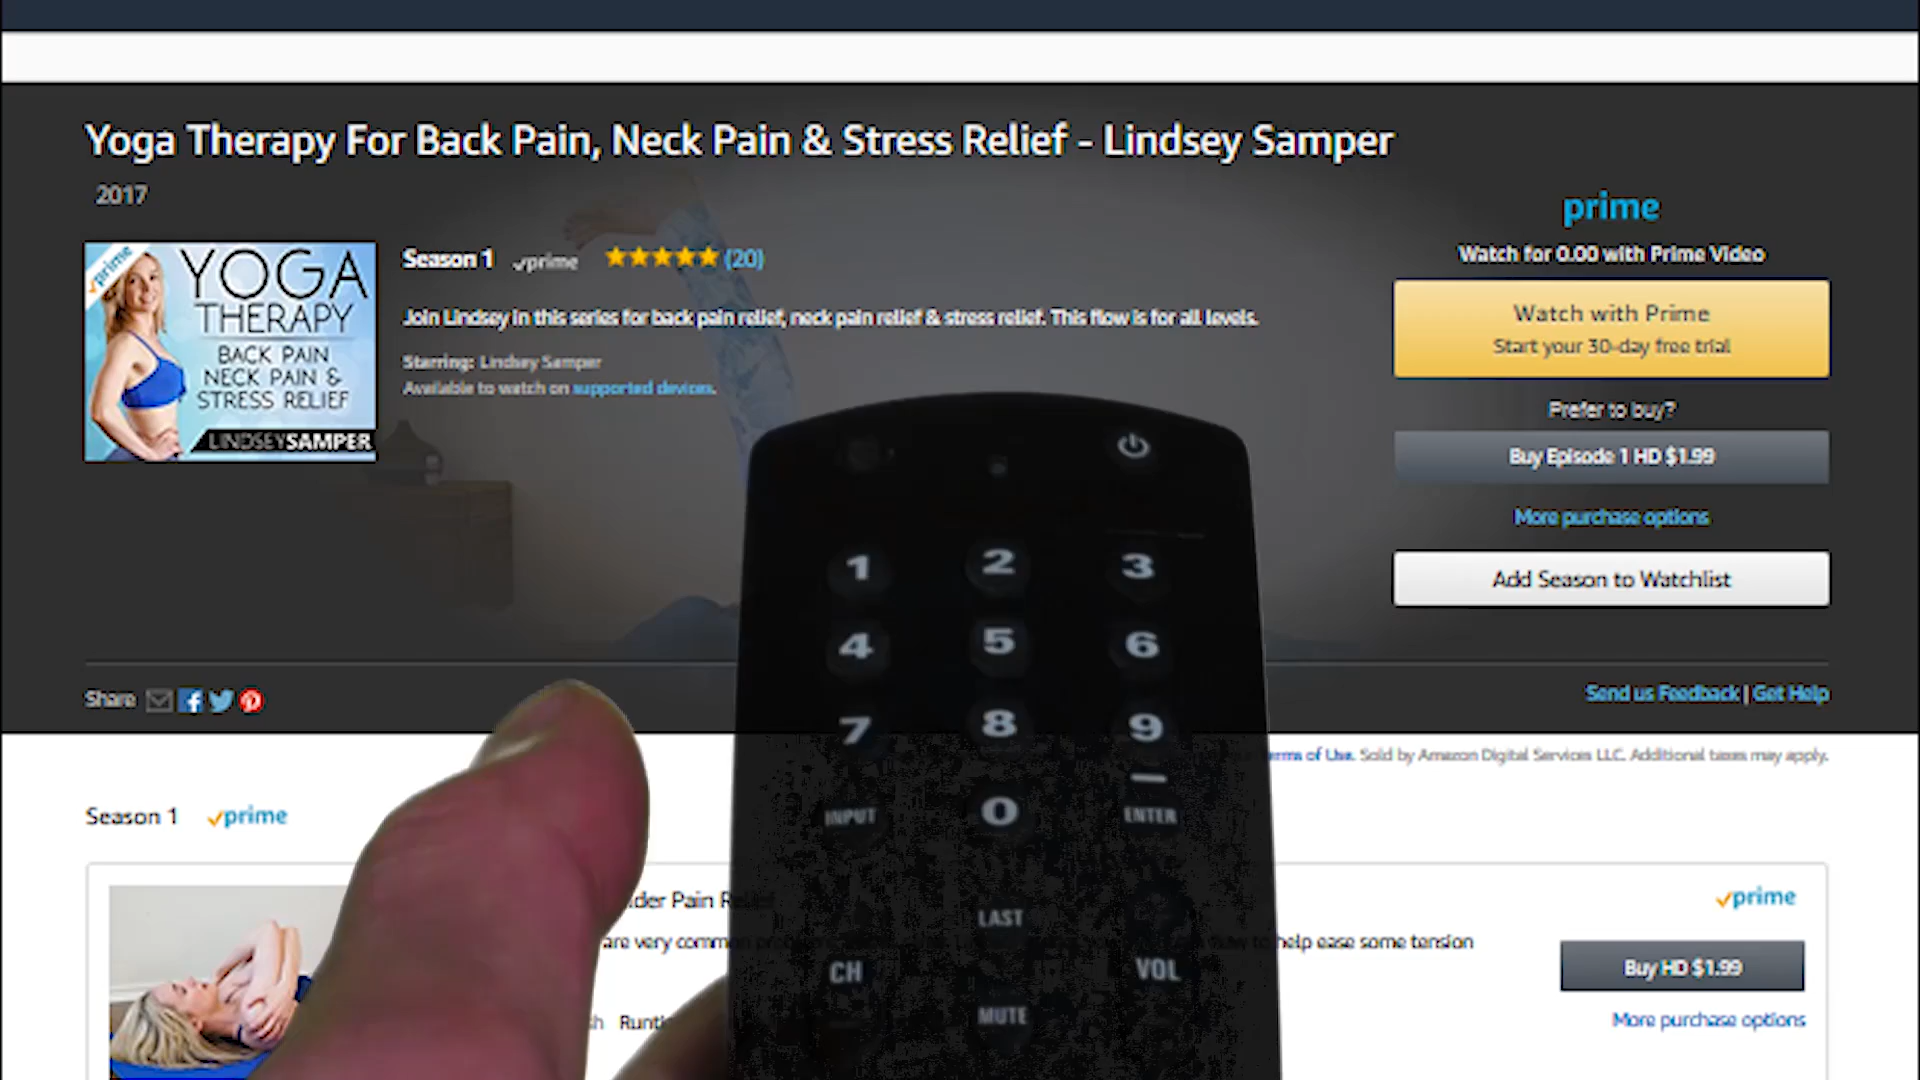 Yoga Therapy For Back Pain, Neck Pain & Stress Relief - Lindsey Samper
2017
prime
YOGA
THERAPY
BACK PAIN
NECK PAIN &
STRESS RELIEF
LINDSEYSAMPER
Season 1 prime (20)
Join Lindsey in this series for back pain relief, neck pain relief & stress relief. This flow is for all levels.
Starring: Lindsey Samper
Available to watch on supported devices.
prime
Watch for 0.00 with Prime Video
Watch with Prime
Start your 30-day free trial
Prefer to buy?
Buy Episode 1 HD $1.99
More purchase options
Add Season to Watchlist
Share
Send us Feedback | Get Help
Terms of Use. Sold by Amazon Digital Services LLC. Additional taxes may apply.
Season 1 prime
1 2 3
4 5 6
7 8 9
INPUT 0 ENTER
LAST
CH VOL
MUTE
Pain
are very common help ease some tension
prime
Buy HD $1.99
More purchase options